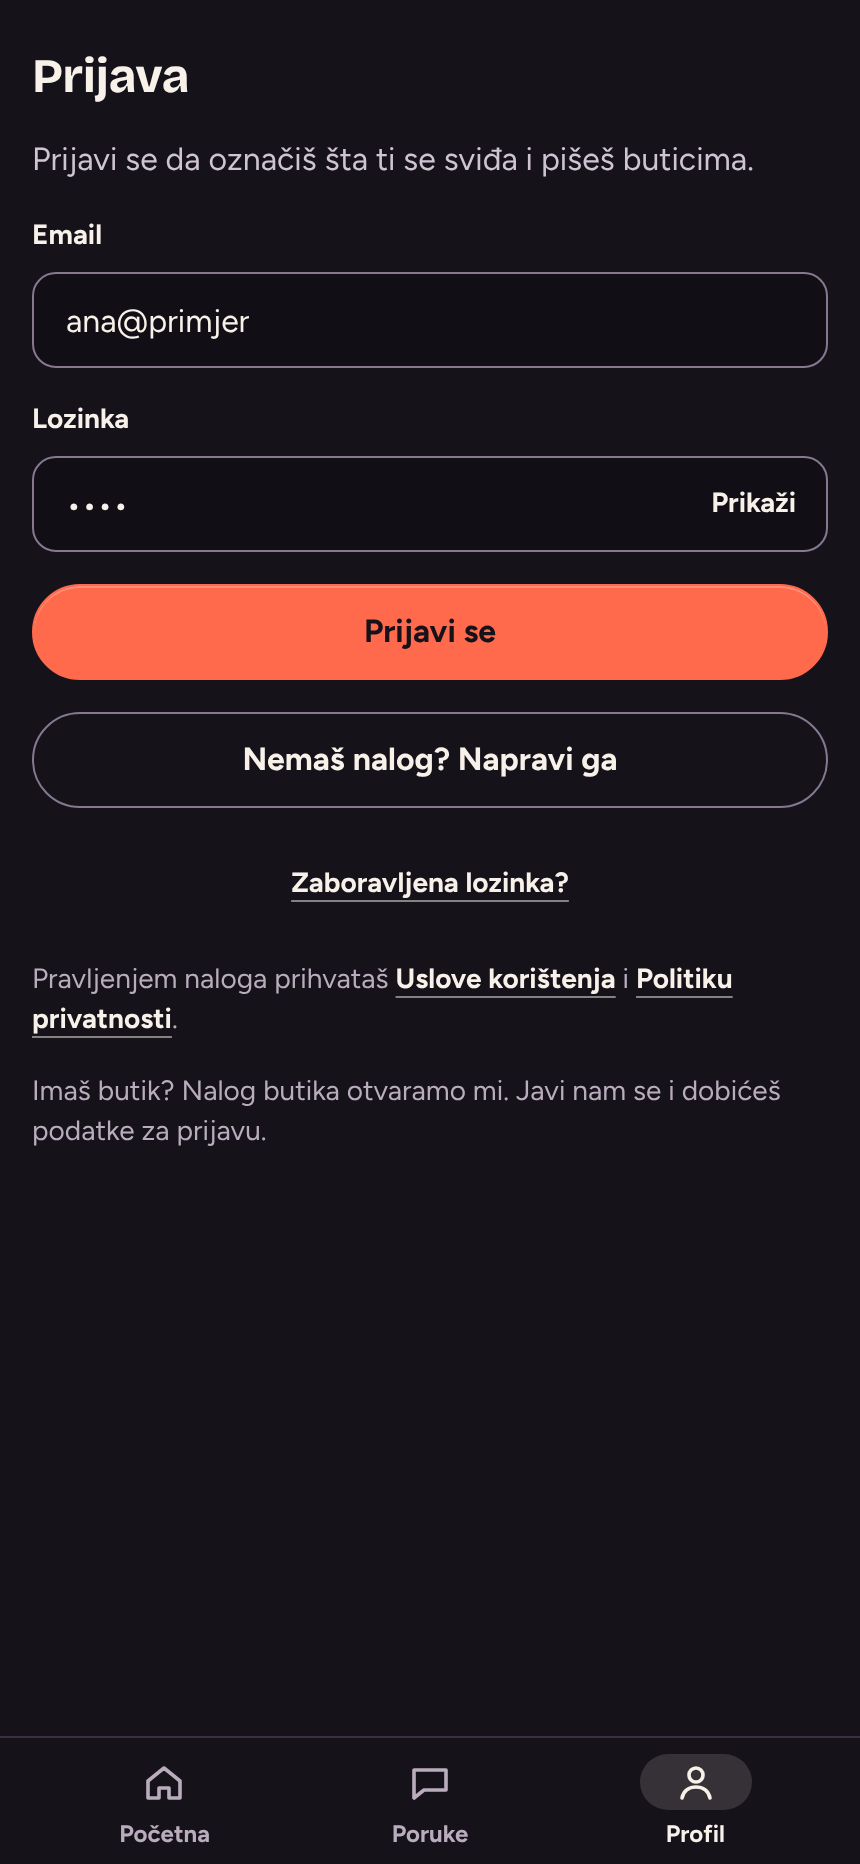 Prijava
Prijavi se da označiš šta ti se sviđa i pišeš buticima.
Email
ana@primjer
Lozinka
••••
Prikaži
Prijavi se
Nemaš nalog? Napravi ga
Zaboravljena lozinka?
Pravljenjem naloga prihvataš Uslove korištenja i Politiku
privatnosti.
Imaš butik? Nalog butika otvaramo mi. Javi nam se i dobićeš
podatke za prijavu.
Početna
Poruke
Profil